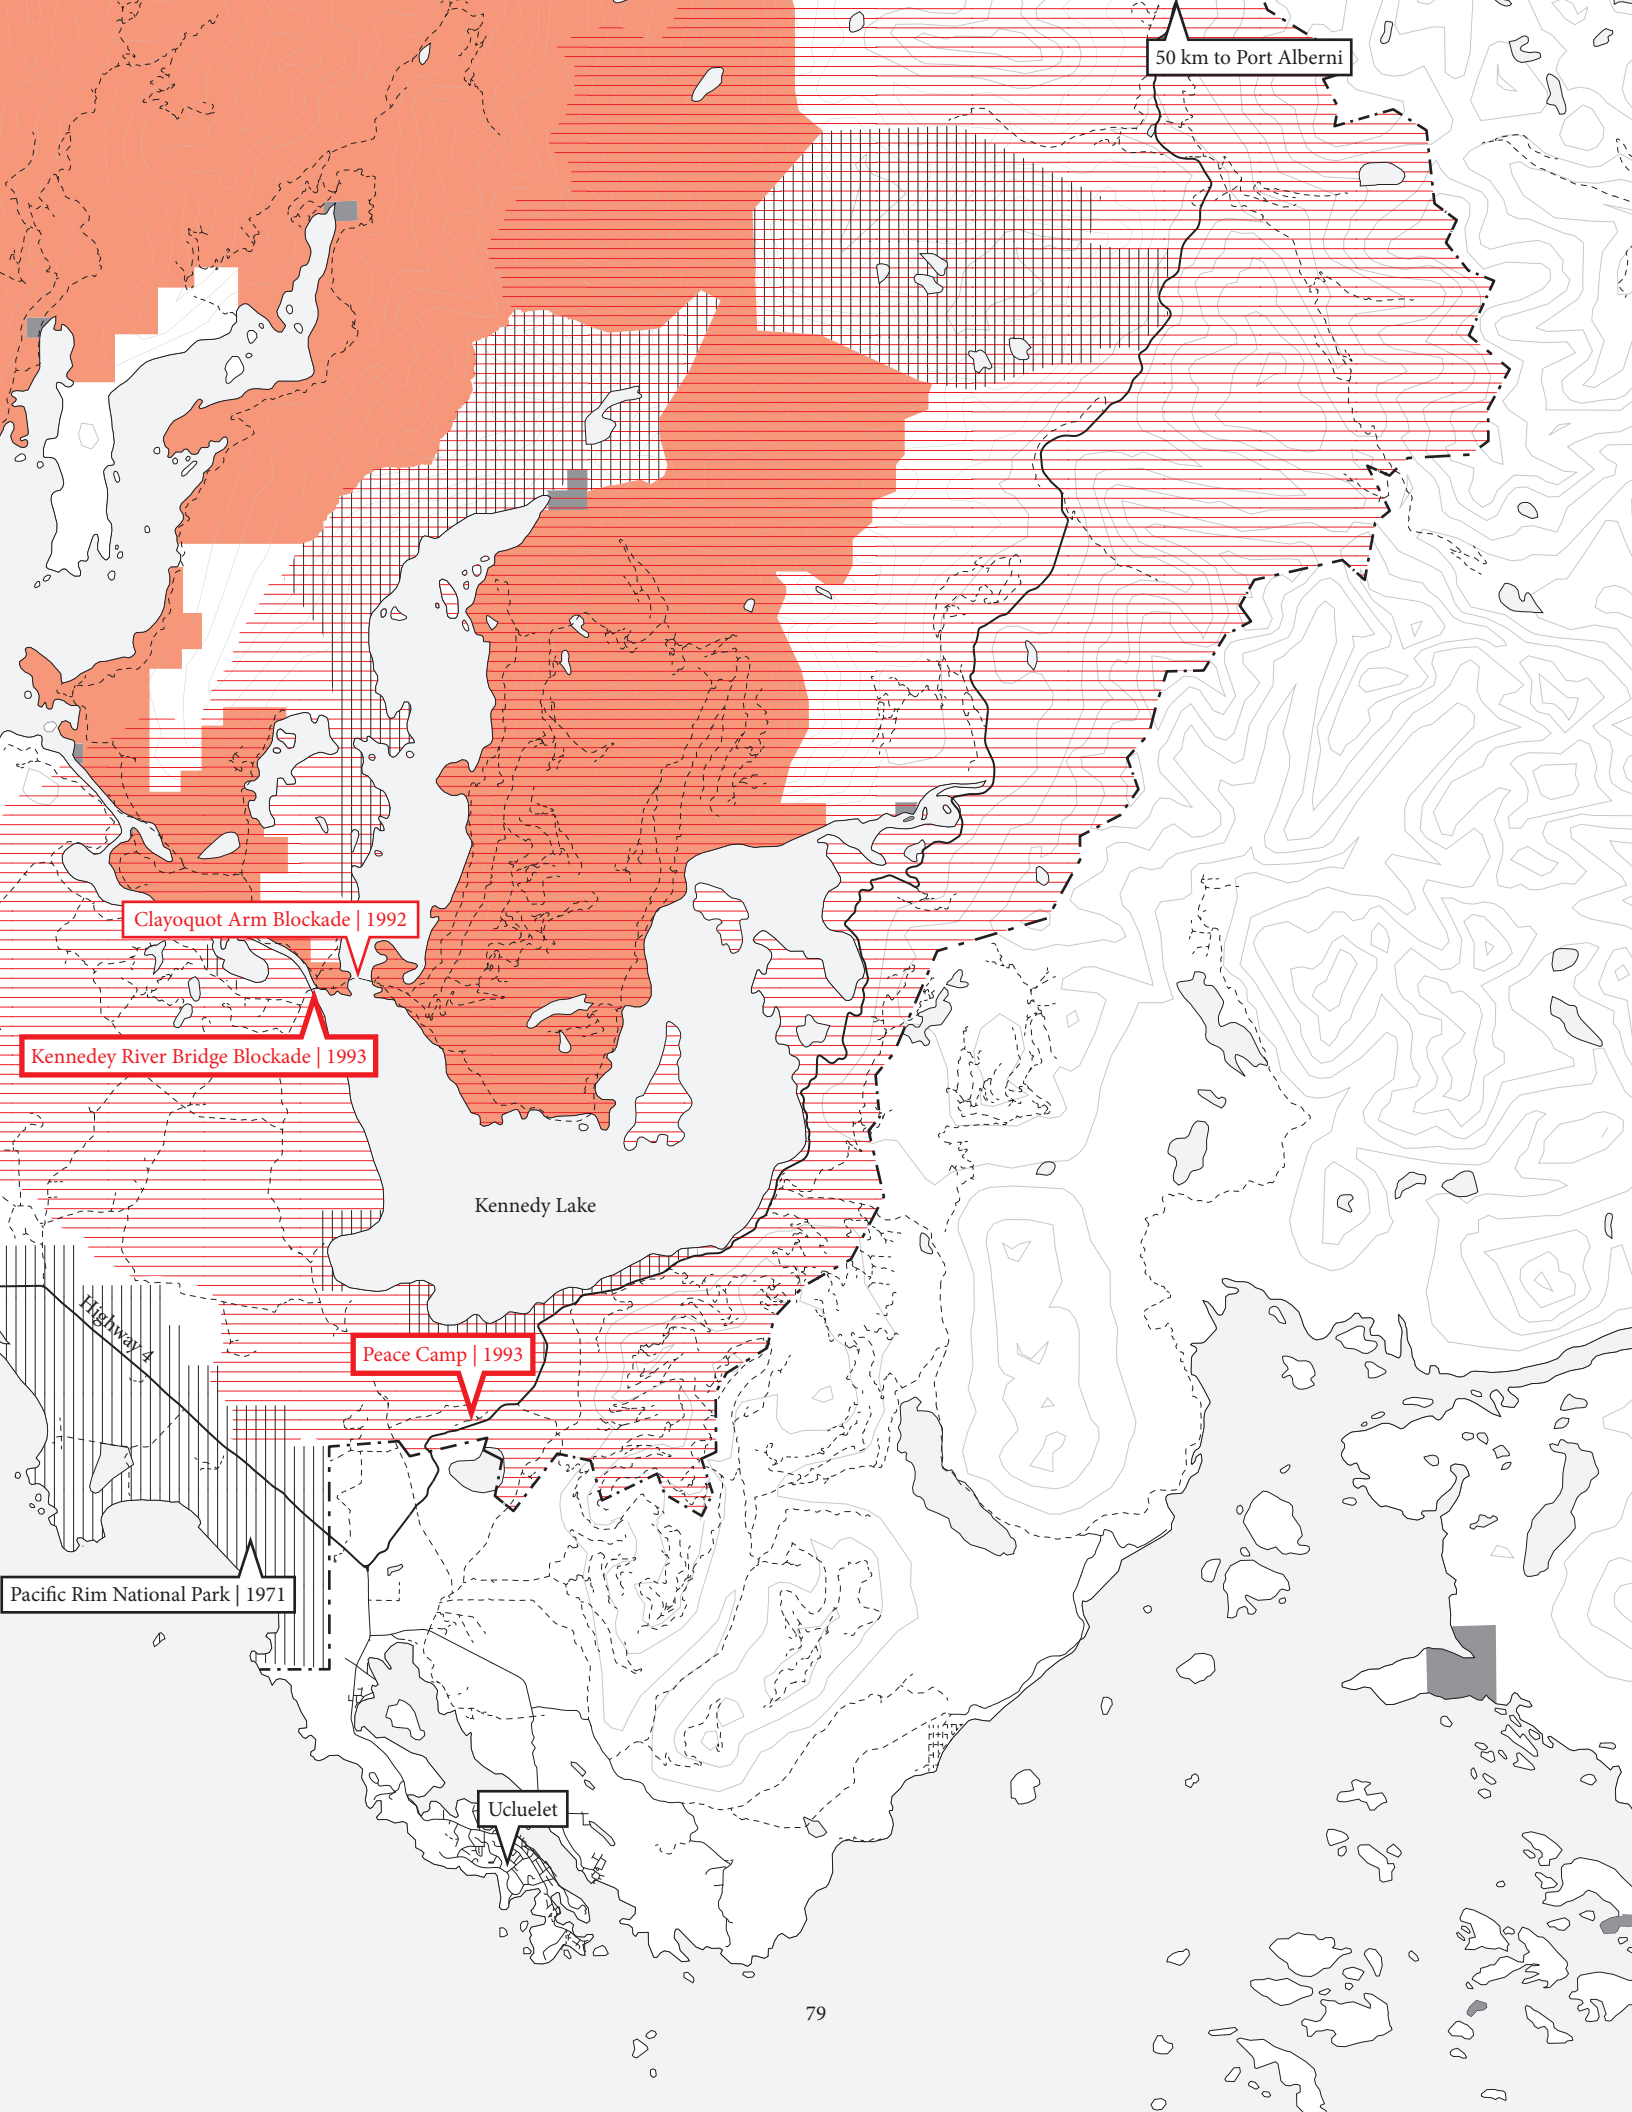 50 km to Port Alberni
Clayoquot Arm Blockade | 1992
Kennedey River Bridge Blockade | 1993
Kennedy Lake
Highway 4
Peace Camp | 1993
Pacific Rim National Park | 1971
Ucluelet
79